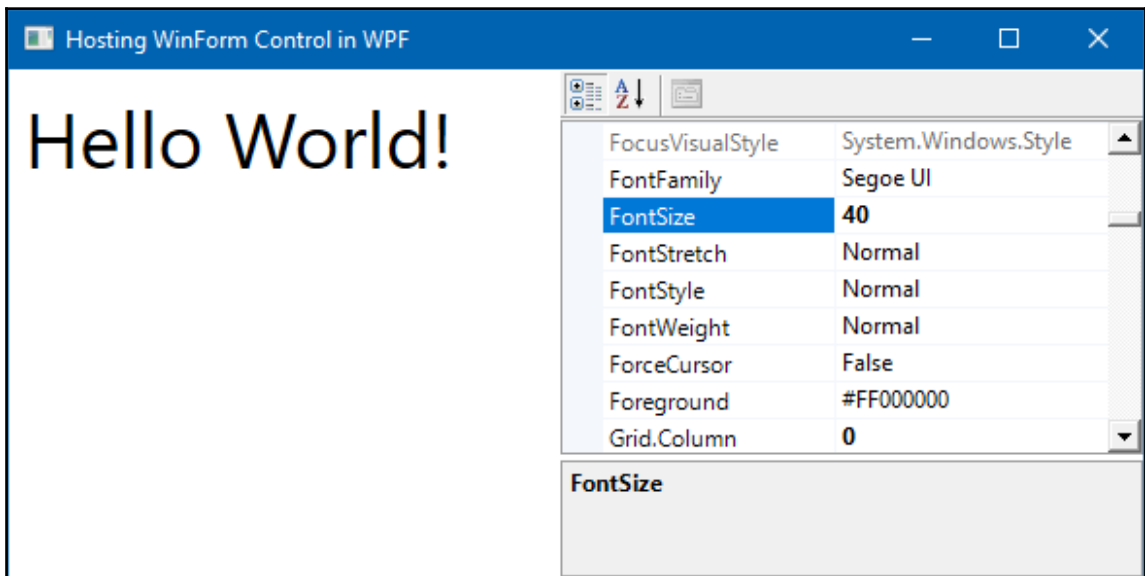 Hosting WinForm Control in WPF
Hello World!
A
Z
FocusVisualStyle System.Windows.Style
FontFamily Segoe UI
FontSize 40
FontStretch Normal
FontStyle Normal
FontWeight Normal
ForceCursor False
Foreground #FF000000
Grid.Column 0
FontSize